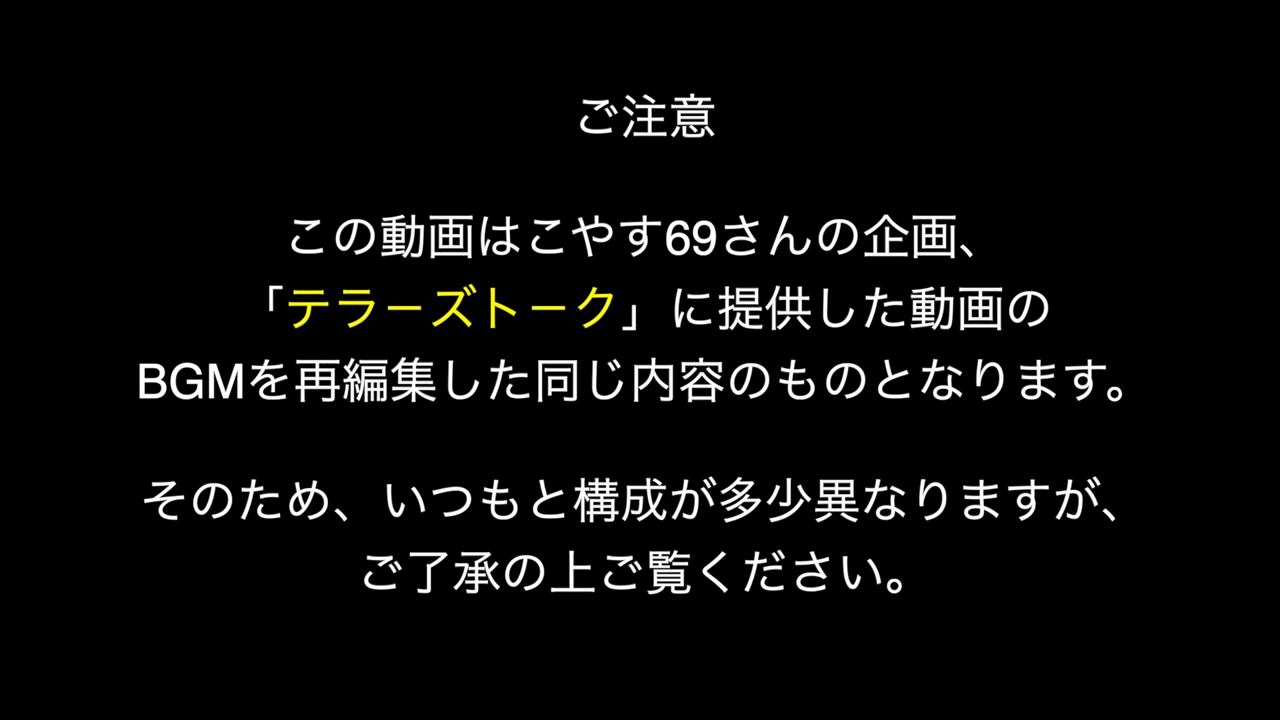 ご注意
この動画はこやす69さんの企画、
「テラーズトーク」に提供した動画の
BGMを再編集した同じ内容のものとなります。
そのため、いつもと構成が多少異なりますが、
ご了承の上ご覧ください。